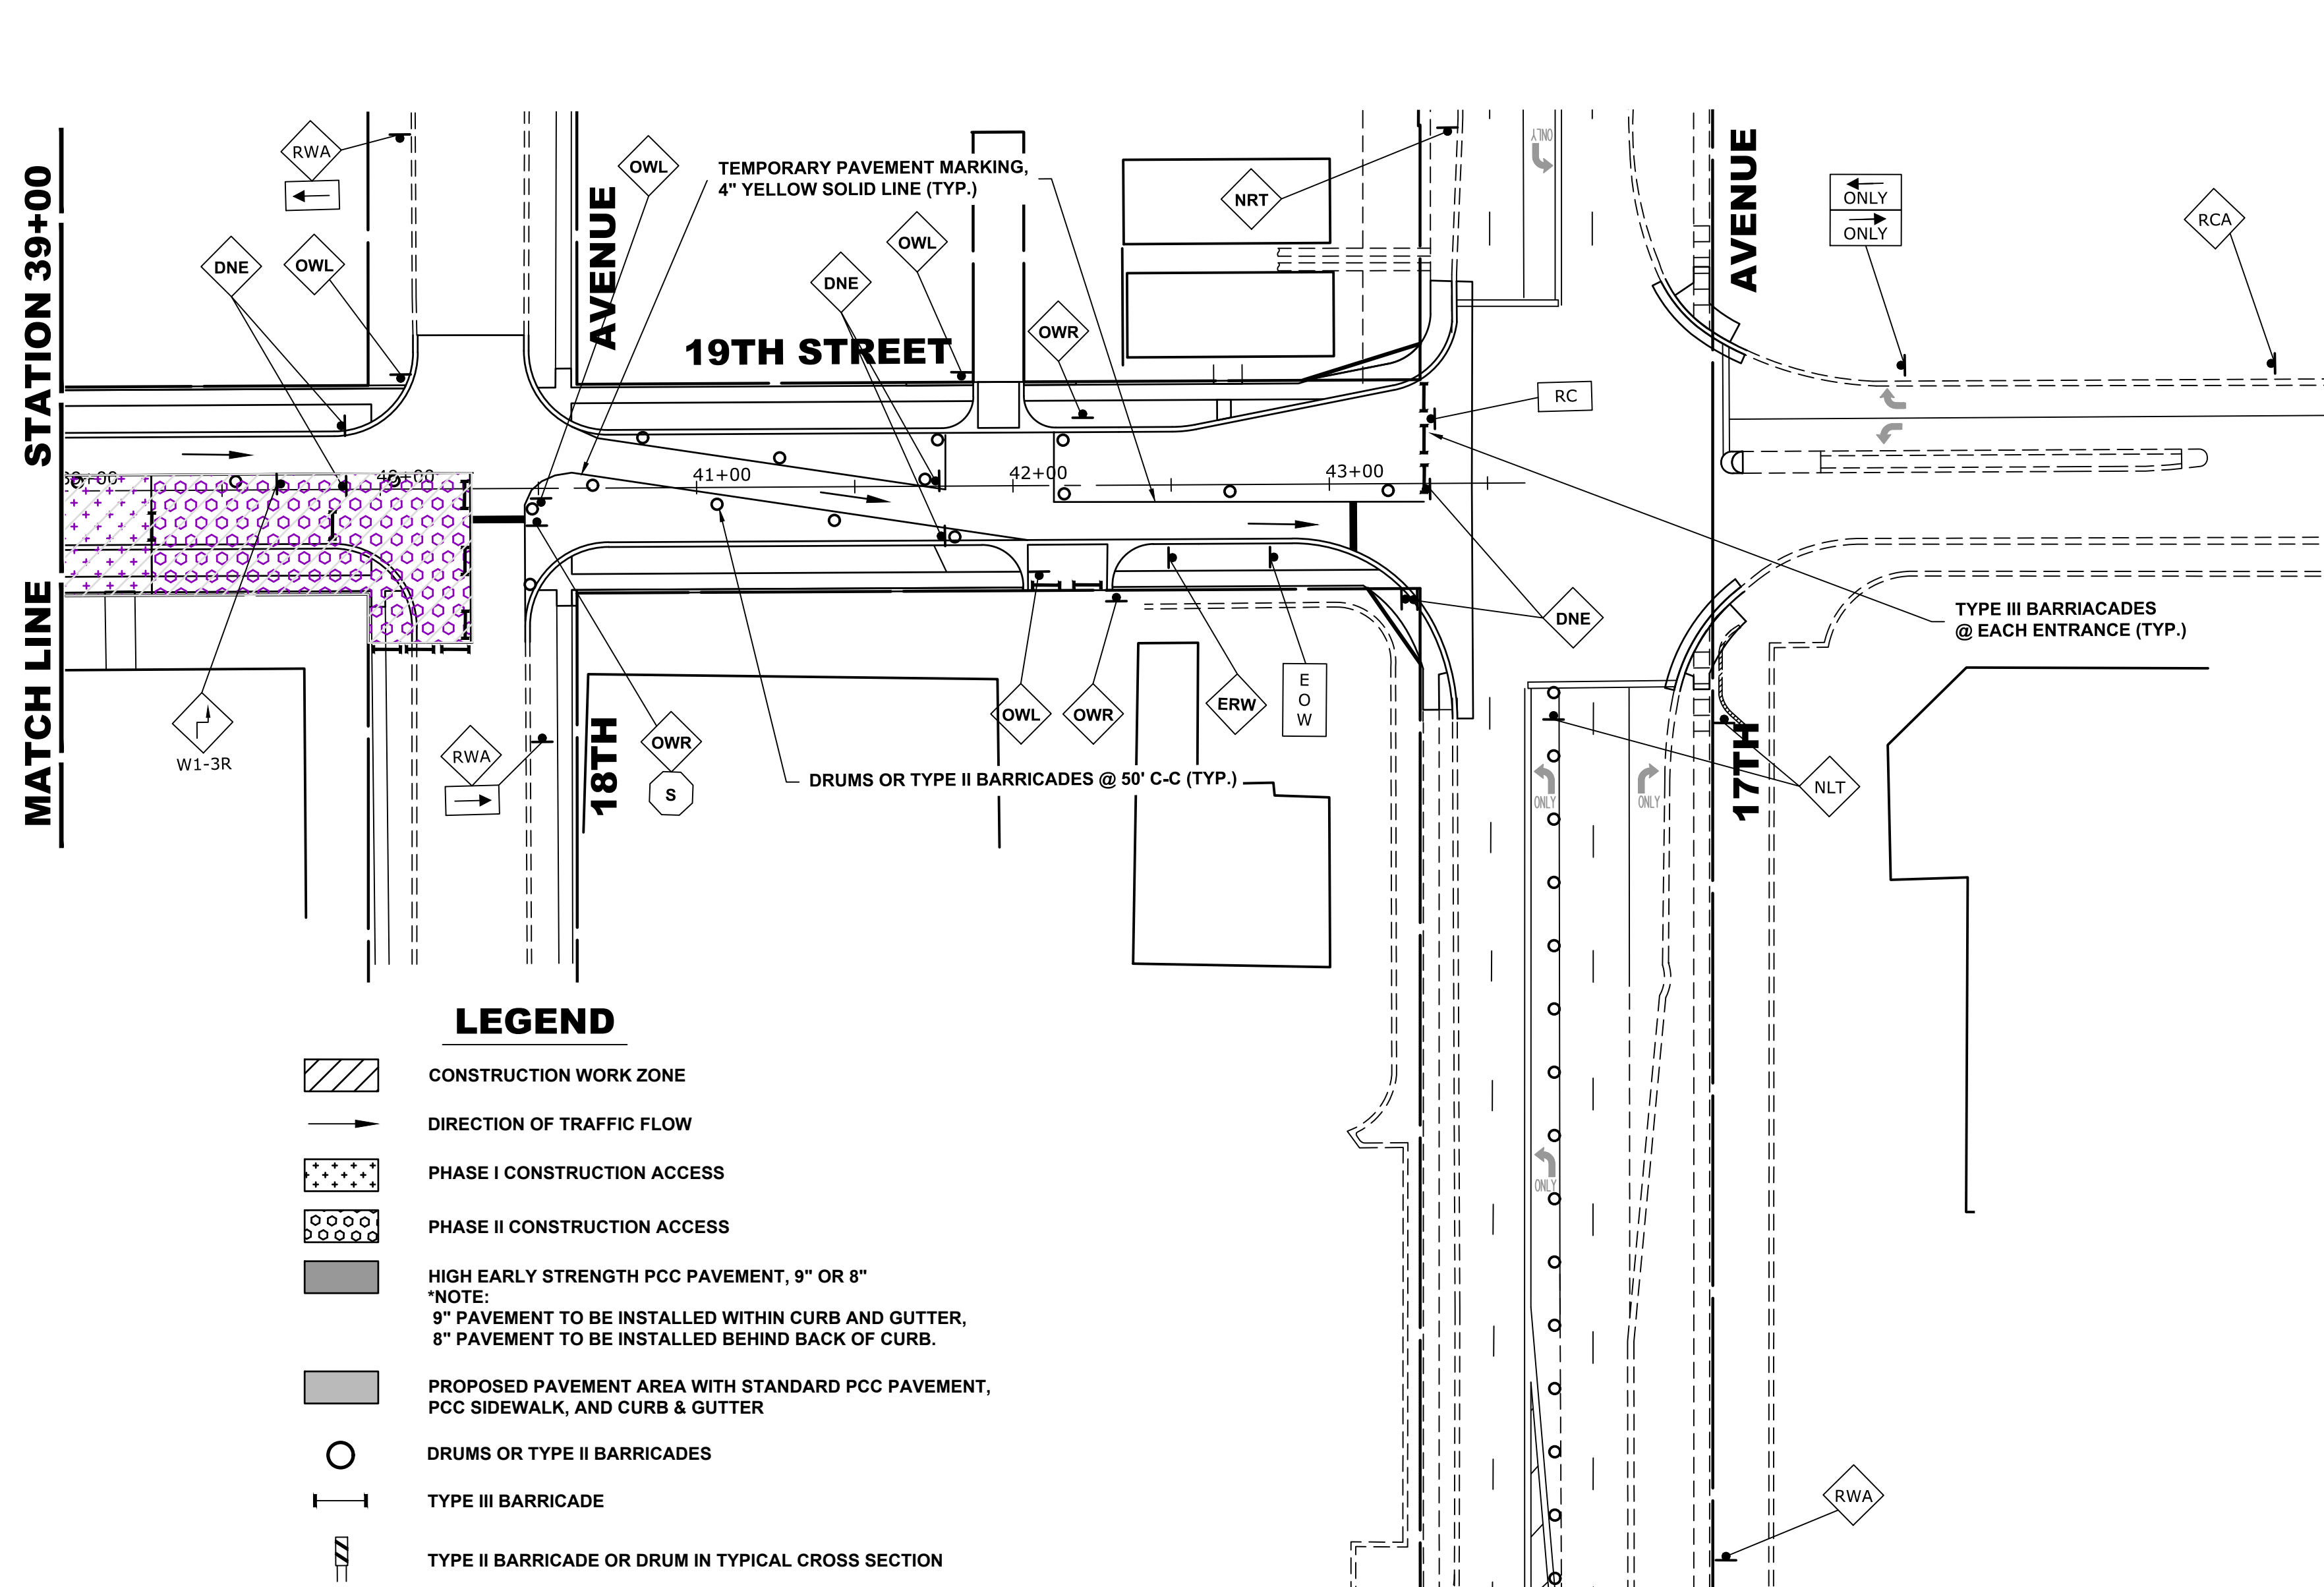 MATCH LINE STATION 39+00
RWA
DNE
OWL
OWL
AVENUE
TEMPORARY PAVEMENT MARKING,
4" YELLOW SOLID LINE (TYP.)
19TH STREET
DNE
OWL
OWR
NRT
ONLY
AVENUE
ONLY
ONLY
RCA
RC
40+00
41+00
42+00
43+00
W1-3R
RWA
18TH
OWR
S
DRUMS OR TYPE II BARRICADES @ 50' C-C (TYP.)
OWL
OWR
ERW
E
O
W
DNE
TYPE III BARRIACADES
@ EACH ENTRANCE (TYP.)
ONLY
ONLY
17TH
NLT
ONLY
RWA
LEGEND
CONSTRUCTION WORK ZONE
DIRECTION OF TRAFFIC FLOW
PHASE I CONSTRUCTION ACCESS
PHASE II CONSTRUCTION ACCESS
HIGH EARLY STRENGTH PCC PAVEMENT, 9" OR 8"
*NOTE:
9" PAVEMENT TO BE INSTALLED WITHIN CURB AND GUTTER,
8" PAVEMENT TO BE INSTALLED BEHIND BACK OF CURB.
PROPOSED PAVEMENT AREA WITH STANDARD PCC PAVEMENT,
PCC SIDEWALK, AND CURB & GUTTER
DRUMS OR TYPE II BARRICADES
TYPE III BARRICADE
TYPE II BARRICADE OR DRUM IN TYPICAL CROSS SECTION